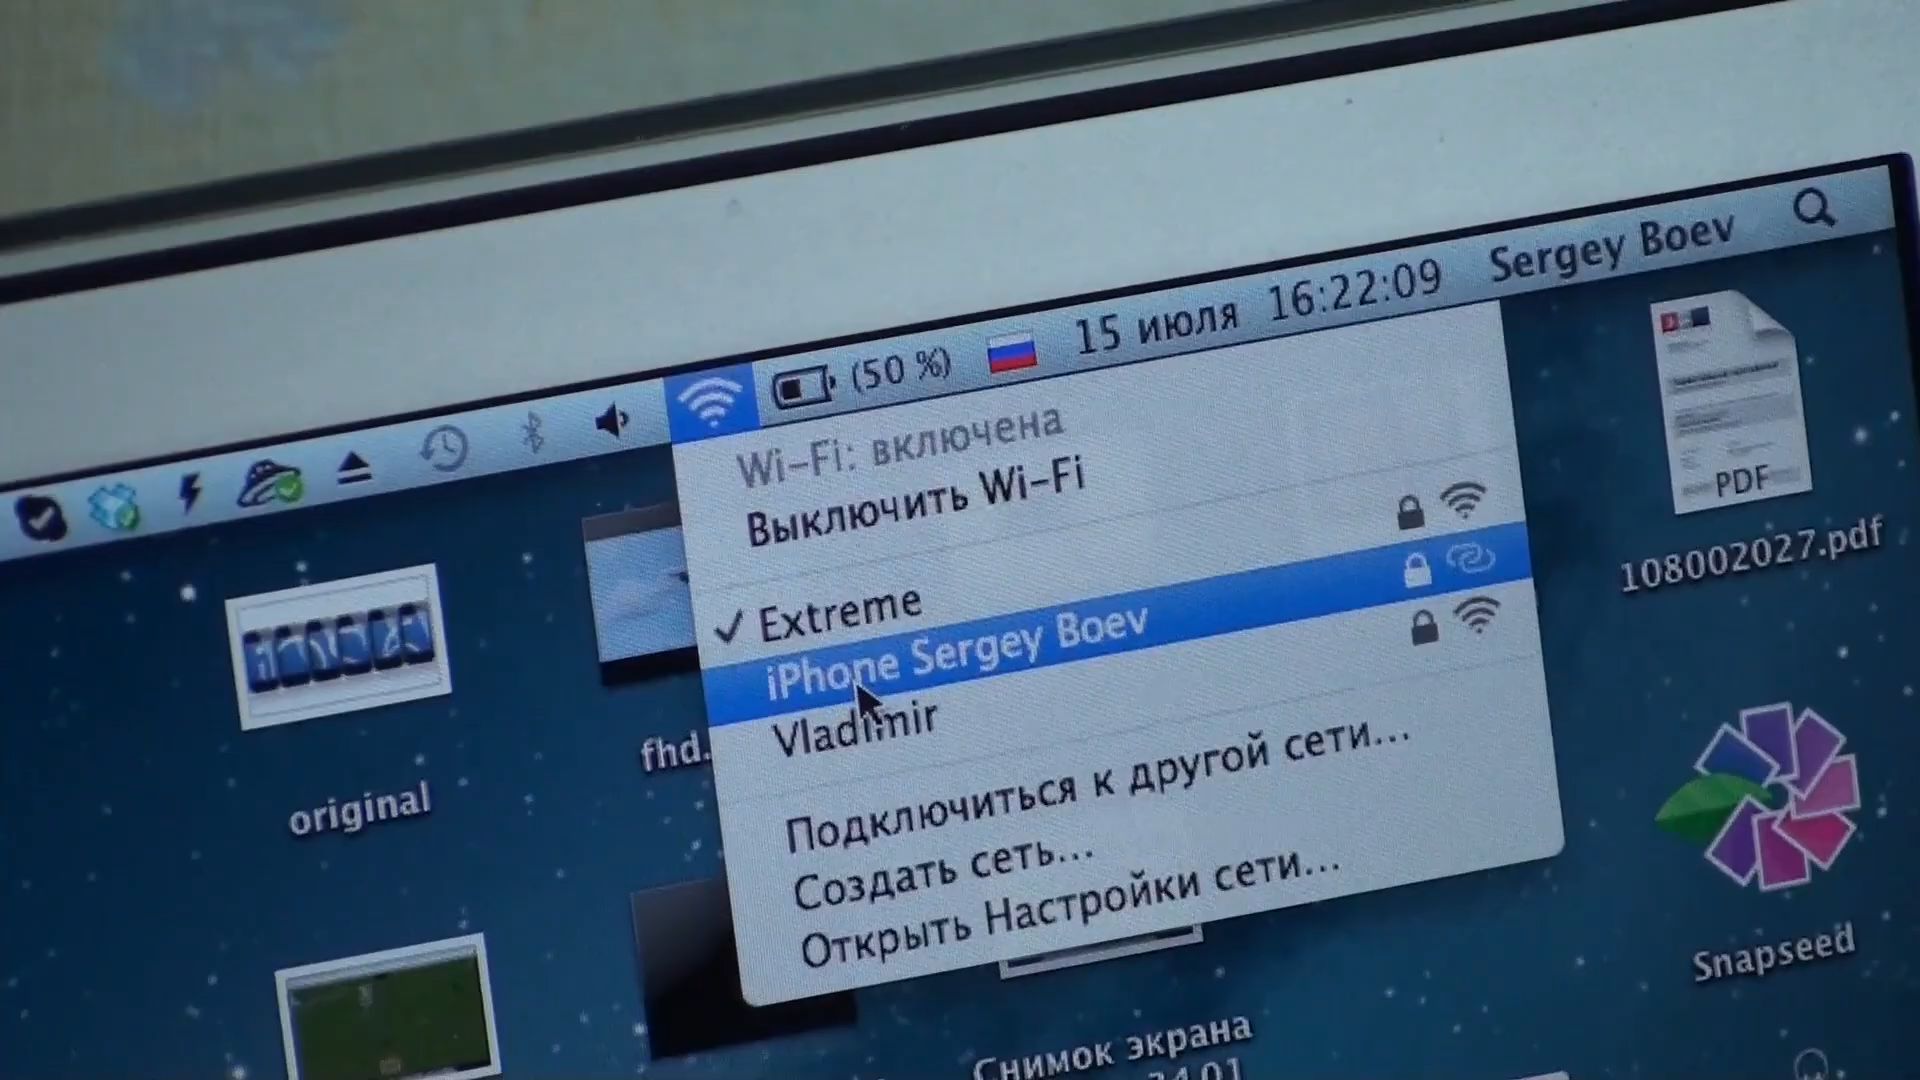 (50 %) 15 июля 16:22:09 Sergey Boev
Wi-Fi: включена
Выключить Wi-Fi
✓ Extreme
iPhone Sergey Boev
Vladimir
Подключиться к другой сети...
Создать сеть...
Открыть Настройки сети...
PDF
108002027.pdf
original
fhd.
Snapseed
Снимок экрана